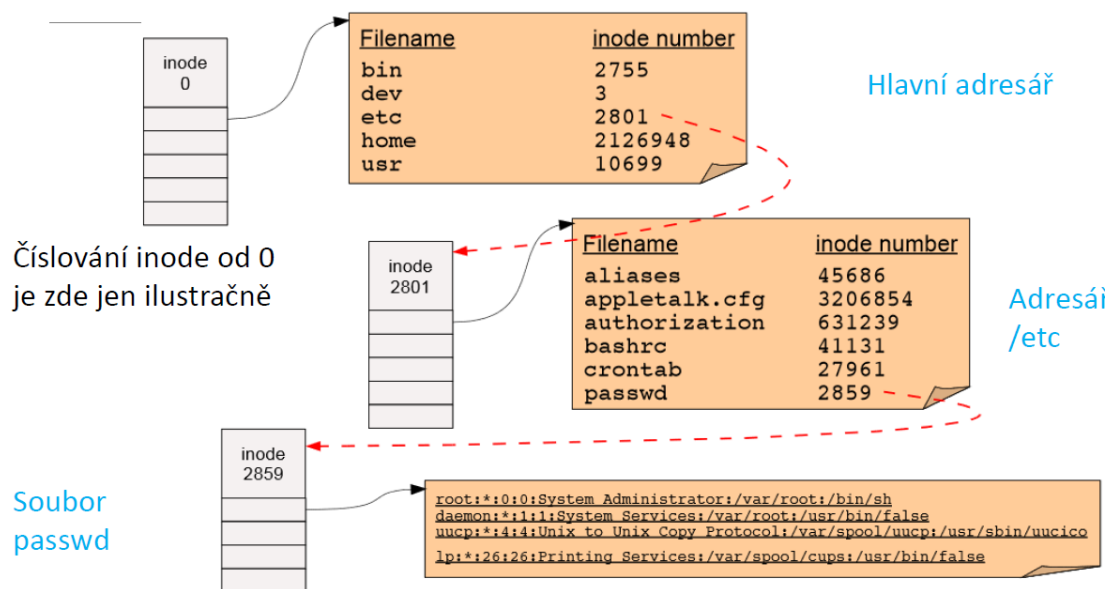 inode
0
Filename inode number
bin 2755
dev 3
etc 2801
home 2126948
usr 10699
Hlavní adresář
Číslování inode od 0
je zde jen ilustračně
inode
2801
Filename inode number
aliases 45686
appletalk.cfg 3206854
authorization 631239
bashrc 41131
crontab 27961
passwd 2859
Adresář
/etc
inode
2859
Soubor
passwd
root:*:0:0:System Administrator:/var/root:/bin/sh
daemon:*:1:1:System Services:/var/root:/usr/bin/false
uucp:*:4:4:Unix to Unix Copy Protocol:/var/spool/uucp:/usr/sbin/uucico
lp:*:26:26:Printing Services:/var/spool/cups:/usr/bin/false